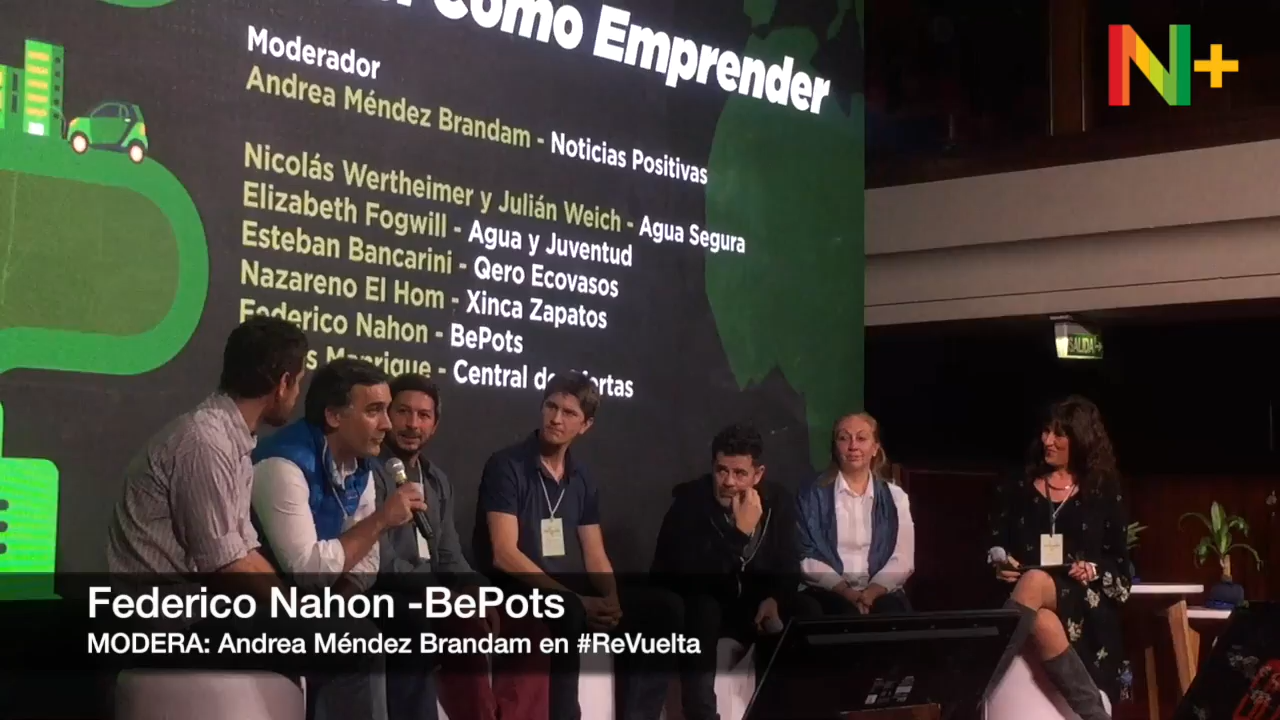 Como Emprender
N+
Moderador
Andrea Méndez Brandam - Noticias Positivas
Nicolás Wertheimer y Julián Weich - Agua Segura
Elizabeth Fogwill - Agua y Juventud
Esteban Bancarini - Qero Ecovasos
Nazareno El Hom - Xinca Zapatos
Federico Nahon - BePots
Manrique - Central de Ofertas
SALIDA
Federico Nahon -BePots
MODERA: Andrea Méndez Brandam en #ReVuelta